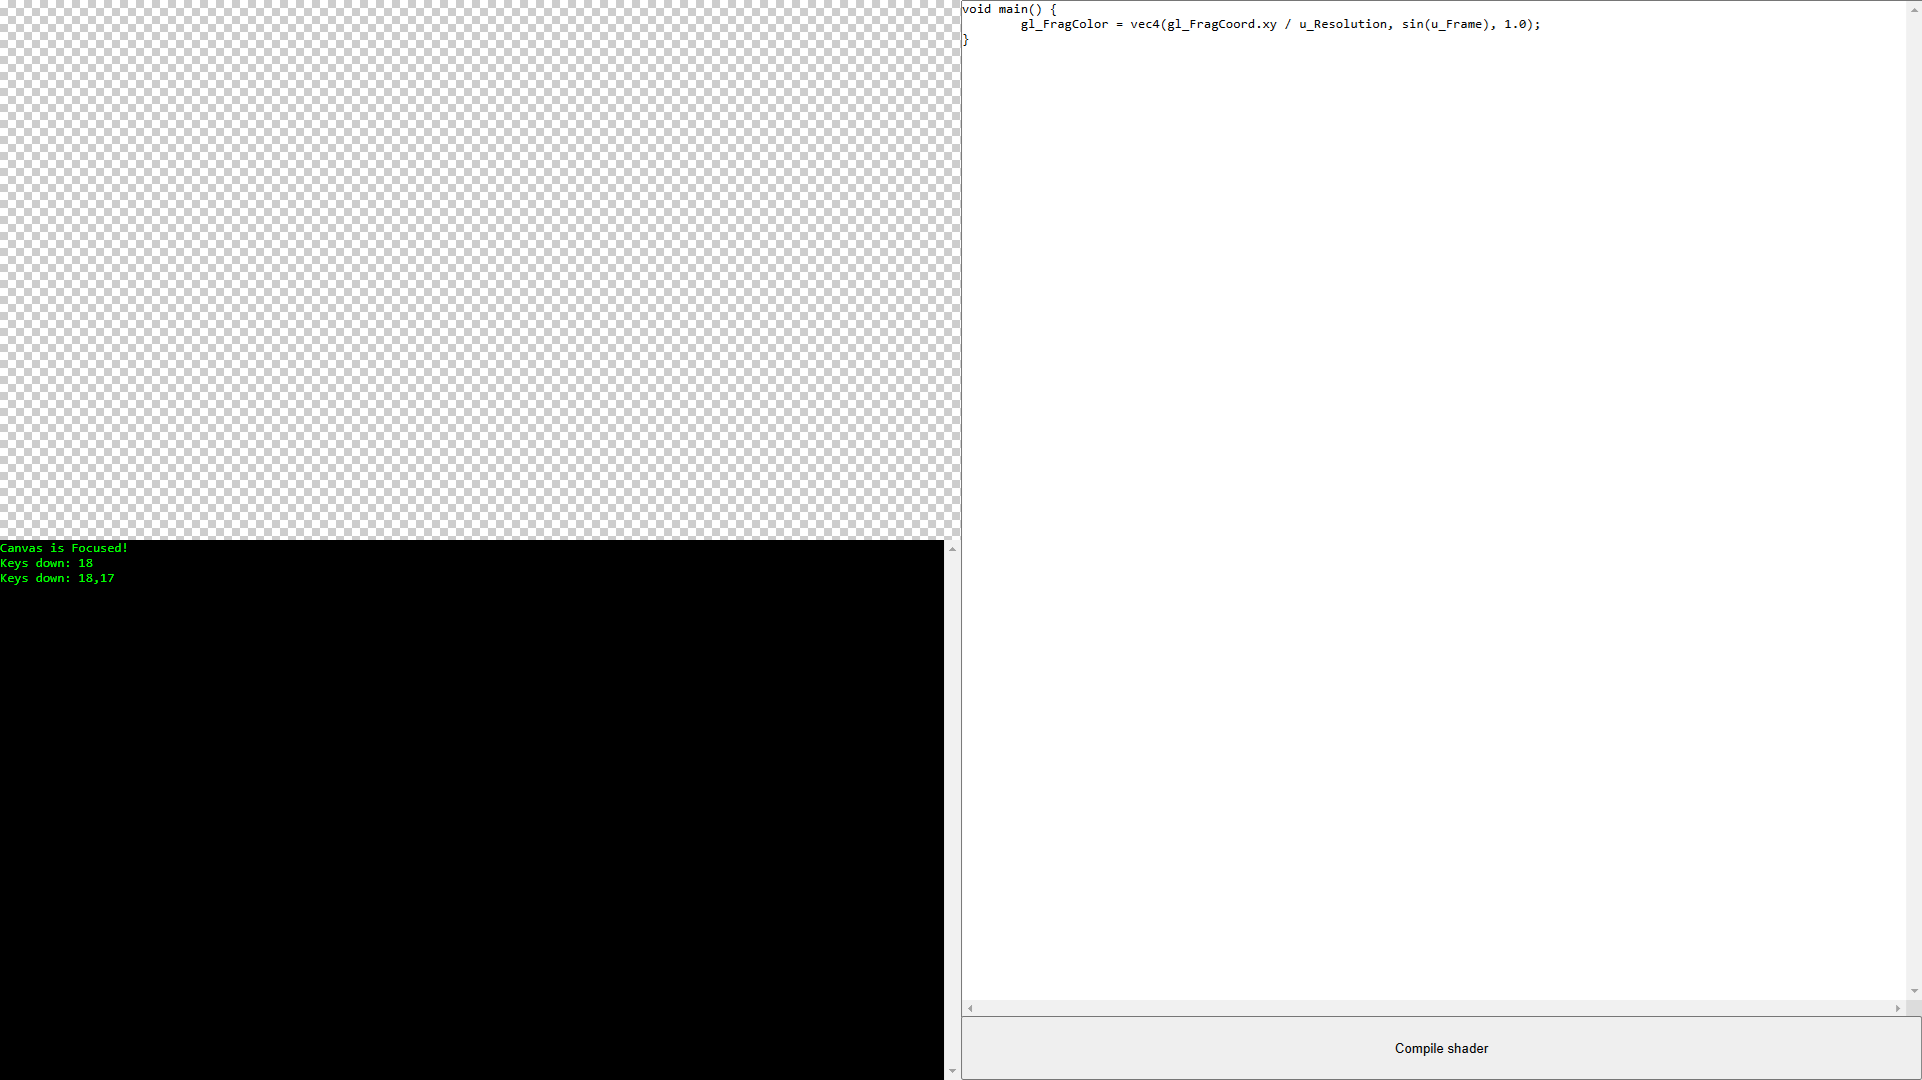 void main() {
	gl_FragColor = vec4(gl_FragCoord.xy / u_Resolution, sin(u_Frame), 1.0);
}
Canvas is Focused!
Keys down: 18
Keys down: 18,17
Compile shader